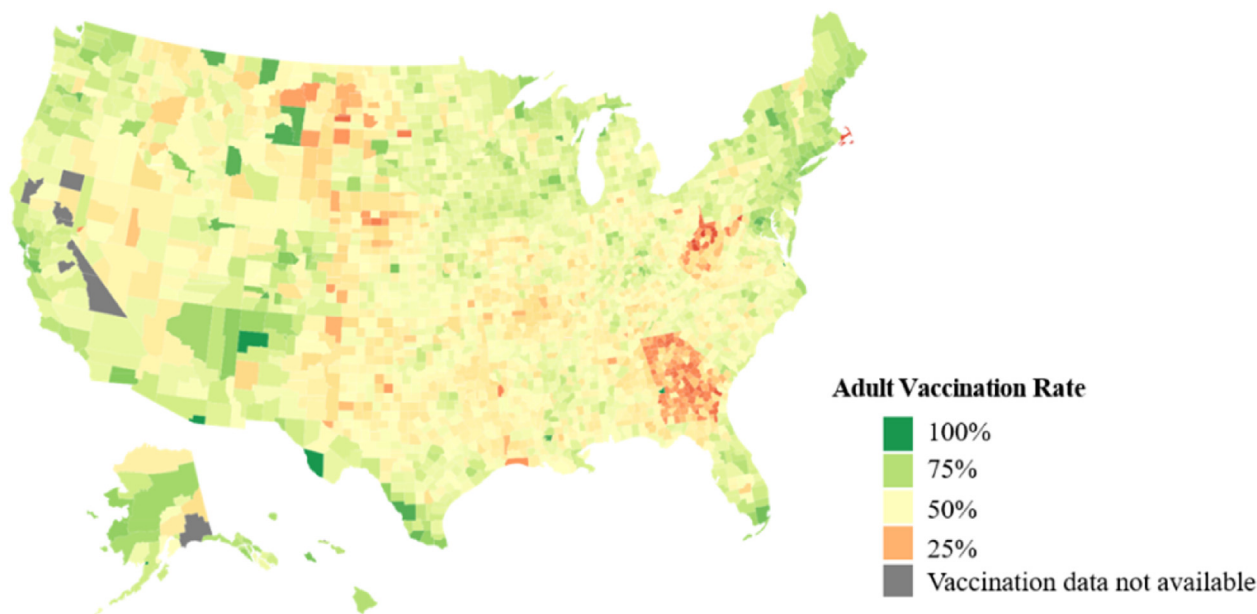 Adult Vaccination Rate
100%
75%
50%
25%
Vaccination data not available